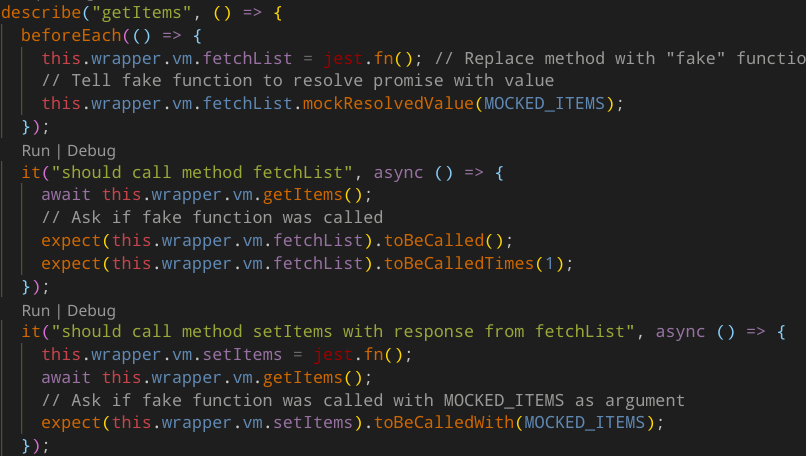 describe("getItems", () => {
  beforeEach(() => {
    this.wrapper.vm.fetchList = jest.fn(); // Replace method with "fake" functio
    // Tell fake function to resolve promise with value
    this.wrapper.vm.fetchList.mockResolvedValue(MOCKED_ITEMS);
  });
  Run | Debug
  it("should call method fetchList", async () => {
    await this.wrapper.vm.getItems();
    // Ask if fake function was called
    expect(this.wrapper.vm.fetchList).toBeCalled();
    expect(this.wrapper.vm.fetchList).toBeCalledTimes(1);
  });
  Run | Debug
  it("should call method setItems with response from fetchList", async () => {
    this.wrapper.vm.setItems = jest.fn();
    await this.wrapper.vm.getItems();
    // Ask if fake function was called with MOCKED_ITEMS as argument
    expect(this.wrapper.vm.setItems).toBeCalledWith(MOCKED_ITEMS);
  });